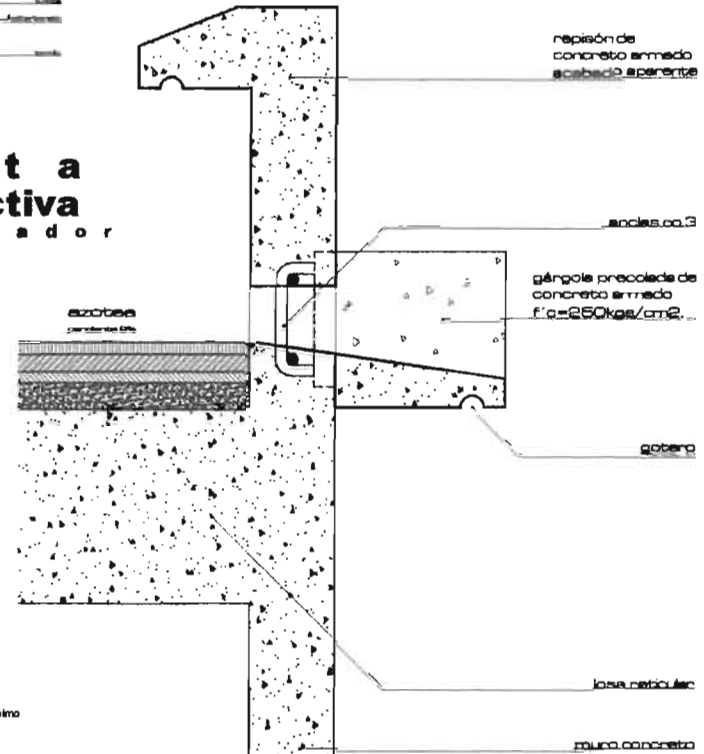 repisón de
concreto armado
acabado aparente
t a
ctiva
a d o r
anclas no.3
gárgola precolada de
concreto armado
f'c=250kgs/cm2.
azotea
pendiente
gotero
losa reticular
muro concreto